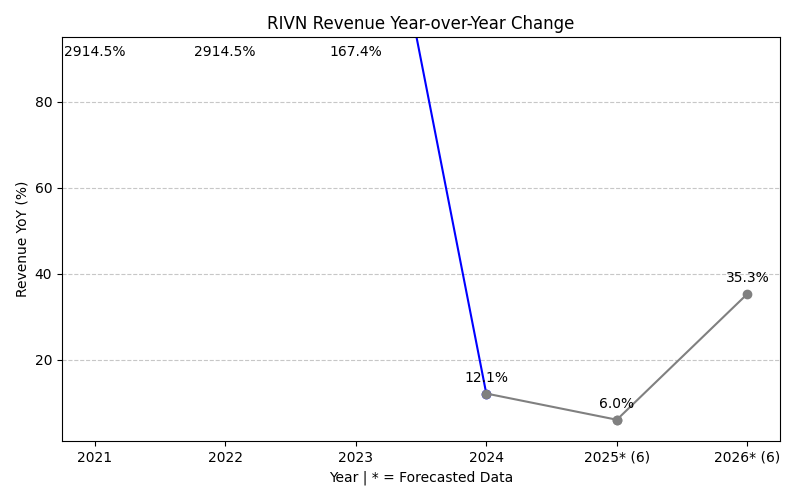 RIVN Revenue Year-over-Year Change
2914.5% 2914.5% 167.4%
80
60
Revenue YoY (%)
40
35.3%
20
12.1%
6.0%
2021 2022 2023 2024 2025* (6) 2026* (6)
Year | * = Forecasted Data